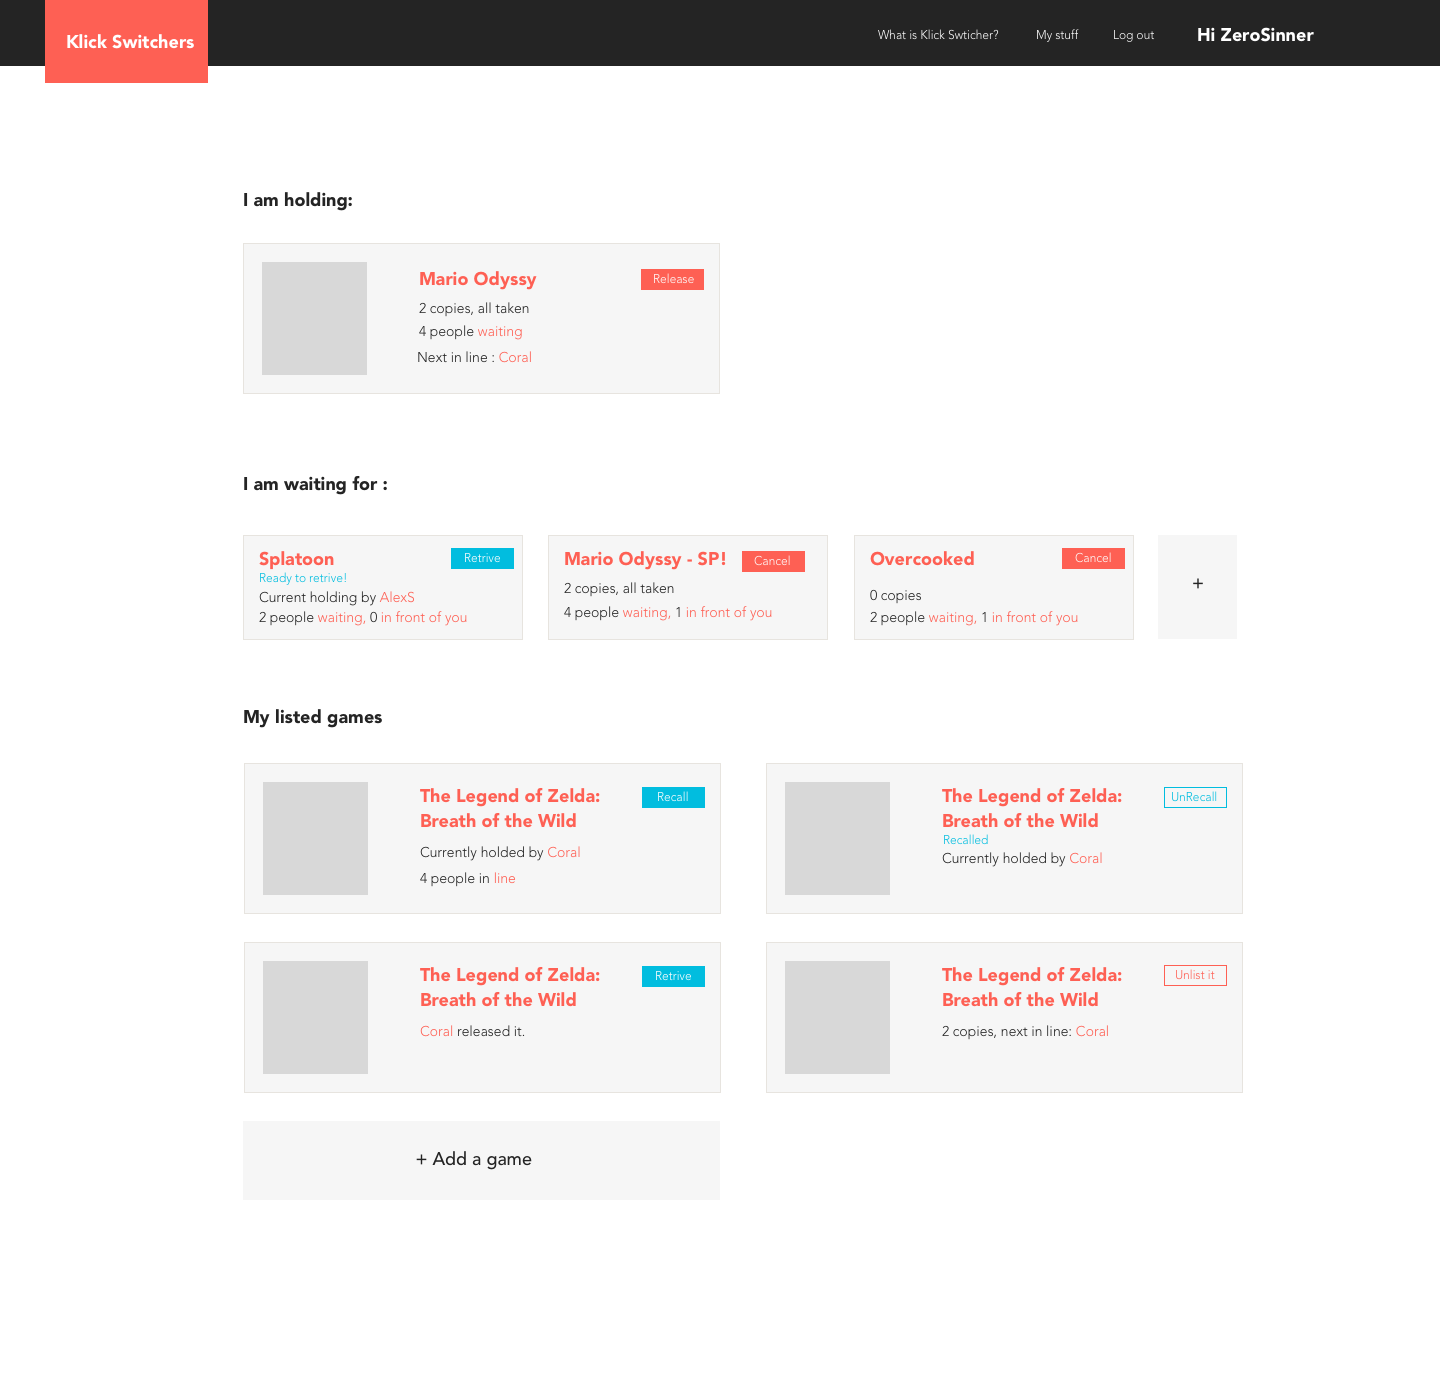 Klick Switchers
What is Klick Swticher?
My stuff
Log out
Hi ZeroSinner
I am holding:
Mario Odyssy
Release
2 copies, all taken
4 people waiting
Next in line : Coral
I am waiting for :
Splatoon
Retrive
Ready to retrive!
Current holding by AlexS
2 people waiting, 0 in front of you
Mario Odyssy - SP!
Cancel
2 copies, all taken
4 people waiting, 1 in front of you
Overcooked
Cancel
0 copies
2 people waiting, 1 in front of you
+
My listed games
The Legend of Zelda:
Breath of the Wild
Recall
Currently holded by Coral
4 people in line
The Legend of Zelda:
Breath of the Wild
UnRecall
Recalled
Currently holded by Coral
The Legend of Zelda:
Breath of the Wild
Retrive
Coral released it.
The Legend of Zelda:
Breath of the Wild
Unlist it
2 copies, next in line: Coral
+ Add a game